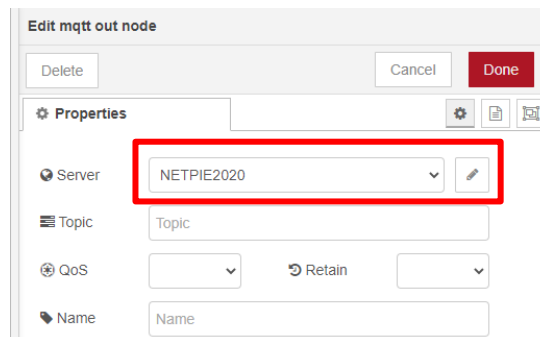 Edit mqtt out node
Delete Cancel Done
Properties
Server NETPIE2020
Topic Topic
QoS Retain
Name Name